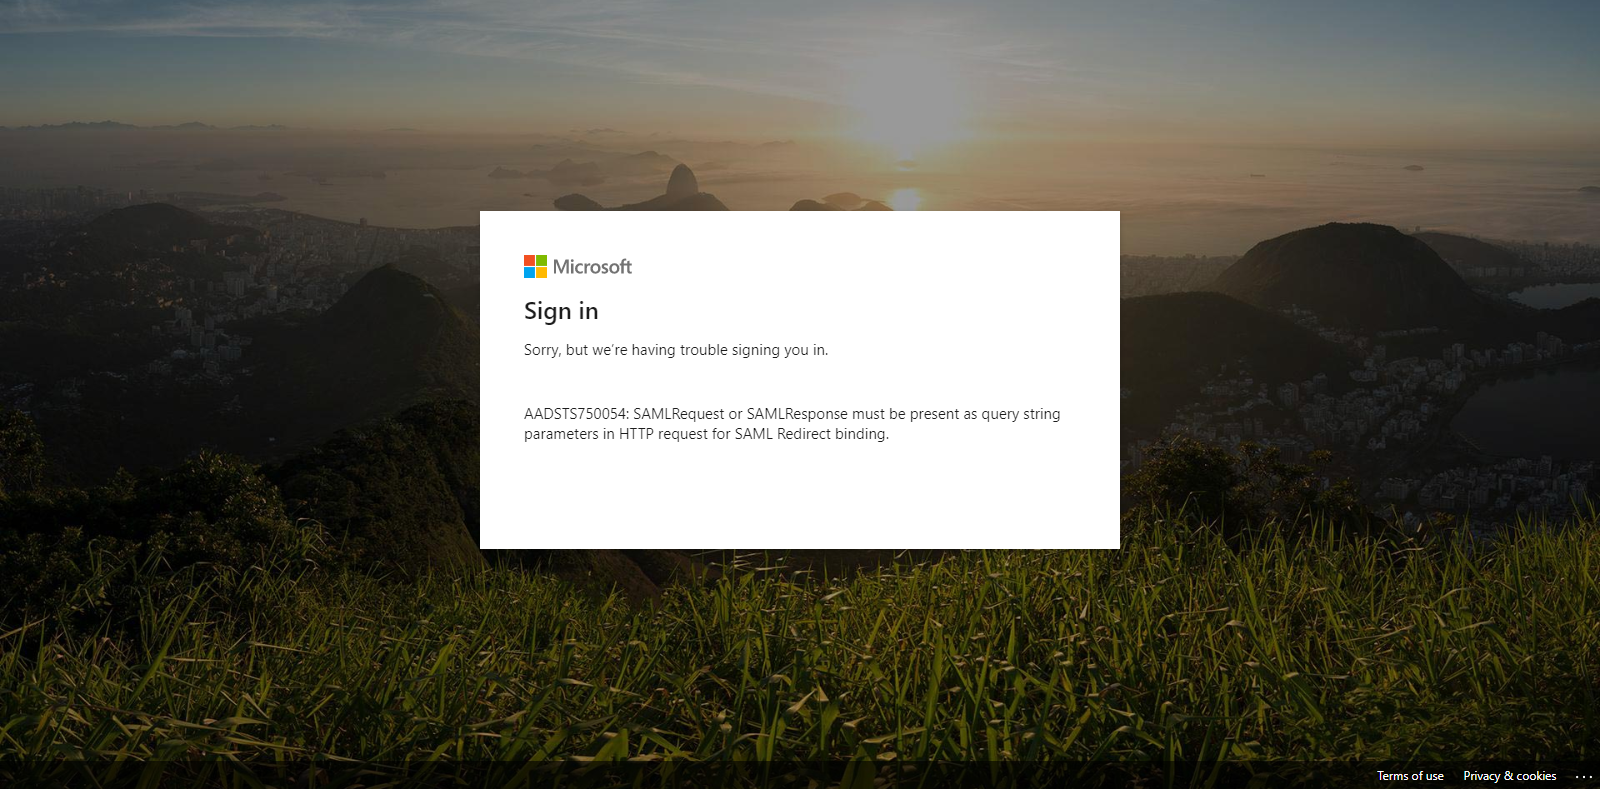 Microsoft
Sign in
Sorry, but we're having trouble signing you in.
AADSTS750054: SAMLRequest or SAMLResponse must be present as query string
parameters in HTTP request for SAML Redirect binding.
Terms of use Privacy & cookies ...